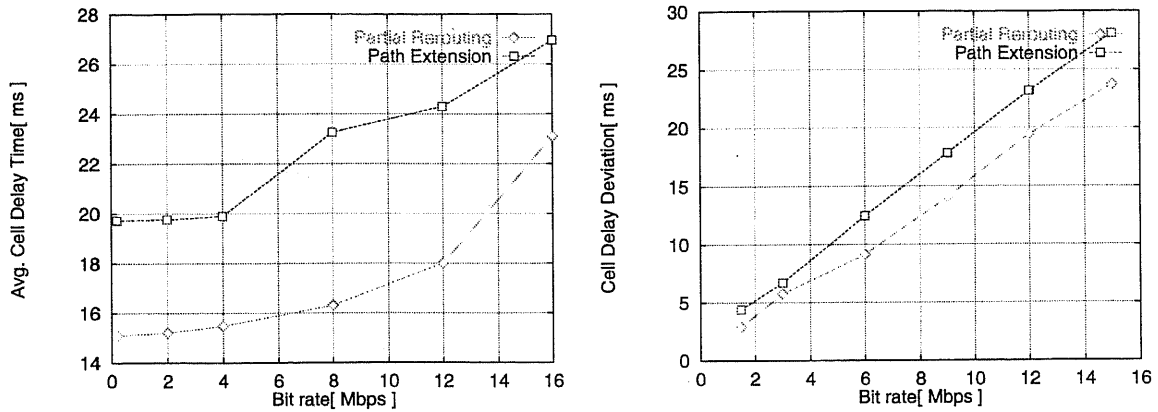 28
26
24
22
20
18
16
14
0 2 4 6 8 10 12 14 16
Avg. Cell Delay Time[ ms ]
Bit rate[ Mbps ]
Partial Rerouting
Path Extension
30
25
20
15
10
5
0
0 2 4 6 8 10 12 14 16
Cell Delay Deviation[ ms ]
Bit rate[ Mbps ]
Partial Rerouting
Path Extension